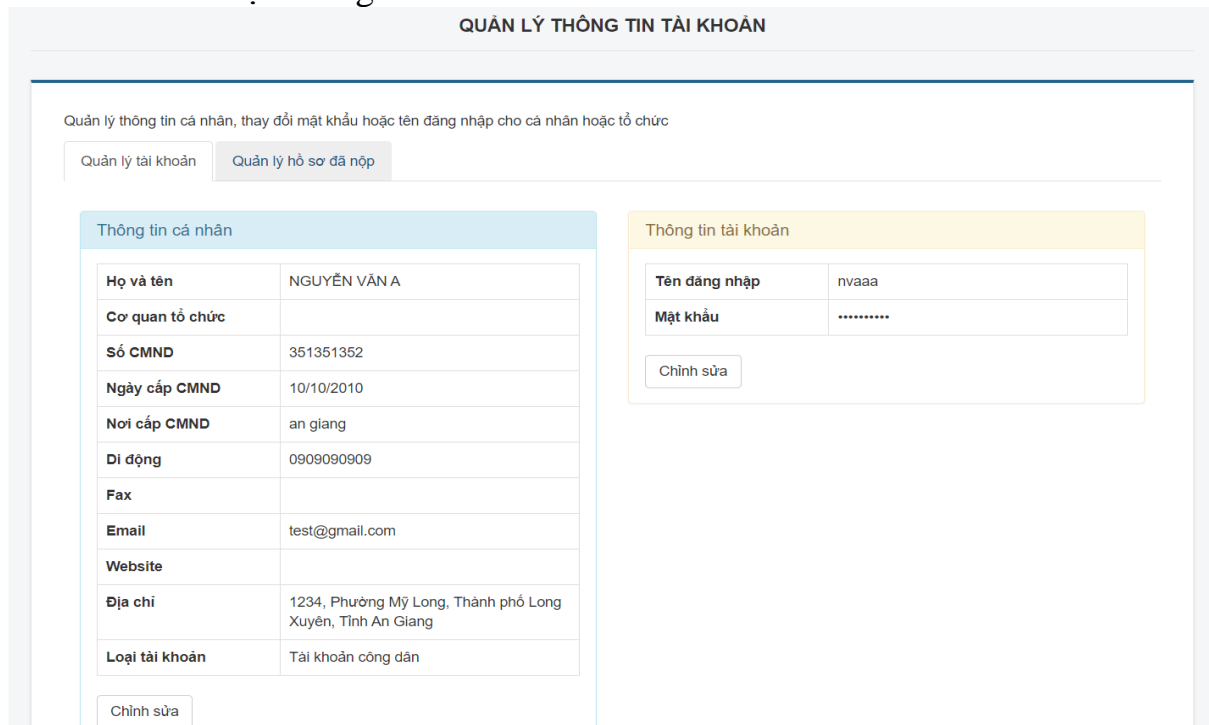 QUẢN LÝ THÔNG TIN TÀI KHOẢN
Quản lý thông tin cá nhân, thay đổi mật khẩu hoặc tên đăng nhập cho cá nhân hoặc tổ chức
Quản lý tài khoản
Quản lý hồ sơ đã nộp
Thông tin cá nhân
Họ và tên NGUYỄN VĂN A
Cơ quan tổ chức
Số CMND 351351352
Ngày cấp CMND 10/10/2010
Nơi cấp CMND an giang
Di động 0909090909
Fax
Email test@gmail.com
Website
Địa chỉ 1234, Phường Mỹ Long, Thành phố Long
Xuyên, Tỉnh An Giang
Loại tài khoản Tài khoản công dân
Chỉnh sửa
Thông tin tài khoản
Tên đăng nhập nvaaa
Mật khẩu ••••••••••
Chỉnh sửa